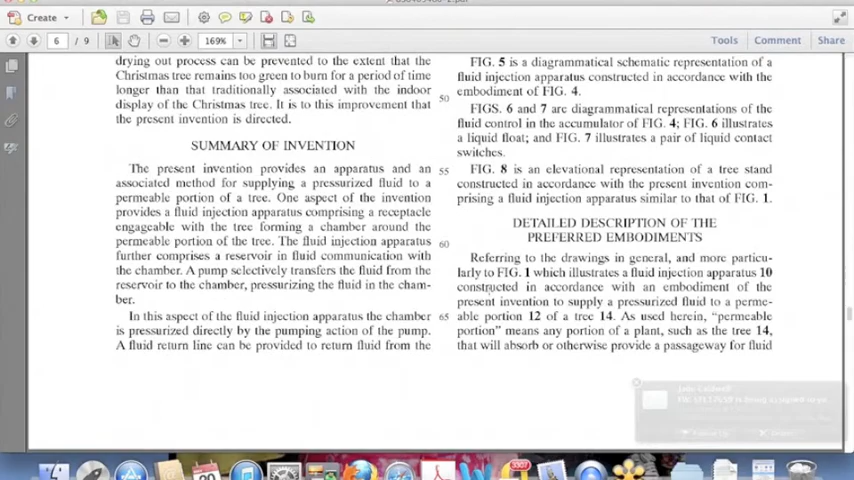 Create
6 / 9
169%
Tools
Comment
Share
drying out process can be prevented to the extent that the
Christmas tree remains too green to burn for a period of time
longer than that traditionally associated with the indoor
display of the Christmas tree. It is to this improvement that
the present invention is directed.
SUMMARY OF INVENTION
The present invention provides an apparatus and an
associated method for supplying a pressurized fluid to a
permeable portion of a tree. One aspect of the invention
provides a fluid injection apparatus comprising a receptacle
engageable with the tree forming a chamber around the
permeable portion of the tree. The fluid injection apparatus
further comprises a reservoir in fluid communication with
the chamber. A pump selectively transfers the fluid from the
reservoir to the chamber, pressurizing the fluid in the cham-
ber.
In this aspect of the fluid injection apparatus the chamber
is pressurized directly by the pumping action of the pump.
A fluid return line can be provided to return fluid from the
50
55
60
65
FIG. 5 is a diagrammatical schematic representation of a
fluid injection apparatus constructed in accordance with the
embodiment of FIG. 4.
FIGS. 6 and 7 are diagrammatical representations of the
fluid control in the accumulator of FIG. 4; FIG. 6 illustrates
a liquid float; and FIG. 7 illustrates a pair of liquid contact
switches.
FIG. 8 is an elevational representation of a tree stand
constructed in accordance with the present invention com-
prising a fluid injection apparatus similar to that of FIG. 1.
DETAILED DESCRIPTION OF THE
PREFERRED EMBODIMENTS
Referring to the drawings in general, and more particu-
larly to FIG. 1 which illustrates a fluid injection apparatus 10
constructed in accordance with an embodiment of the
present invention to supply a pressurized fluid to a perme-
able portion 12 of a tree 14. As used herein, "permeable
portion" means any portion of a plant, such as the tree 14,
that will absorb or otherwise provide a passageway for fluid
3307